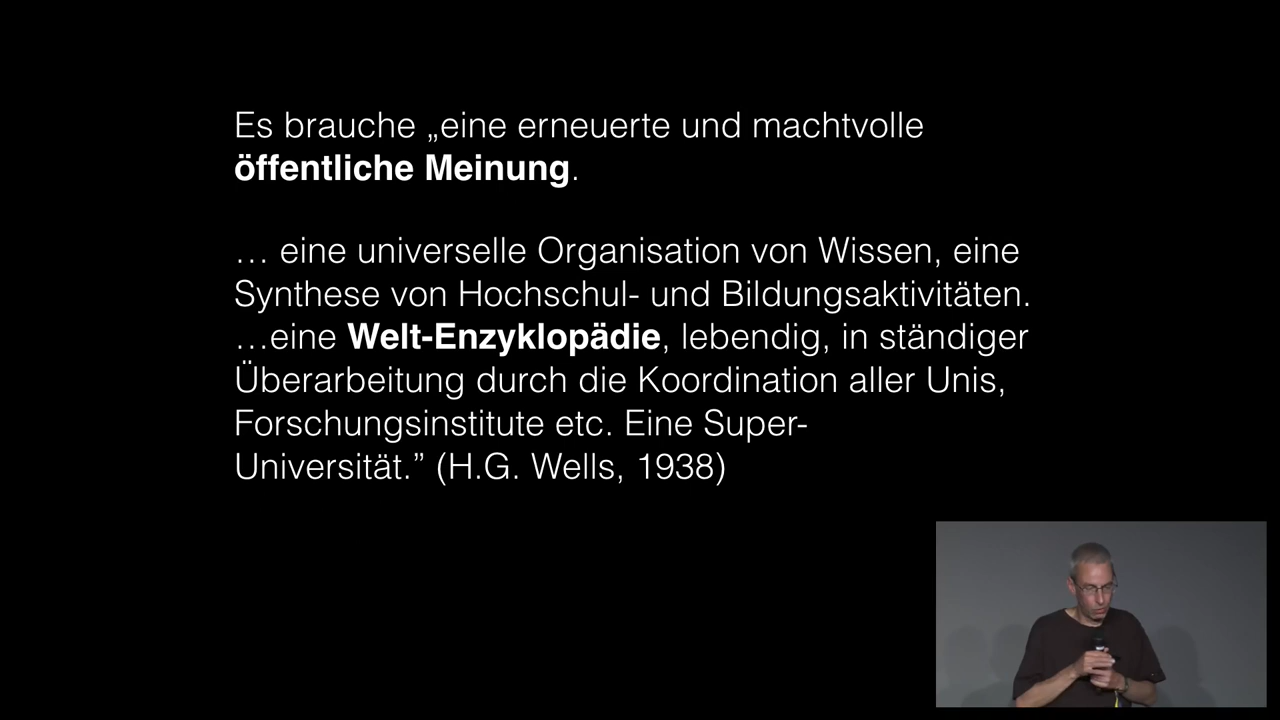 Es brauche „eine erneuerte und machtvolle
öffentliche Meinung.
… eine universelle Organisation von Wissen, eine
Synthese von Hochschul- und Bildungsaktivitäten.
…eine Welt-Enzyklopädie, lebendig, in ständiger
Überarbeitung durch die Koordination aller Unis,
Forschungsinstitute etc. Eine Super-
Universität.” (H.G. Wells, 1938)